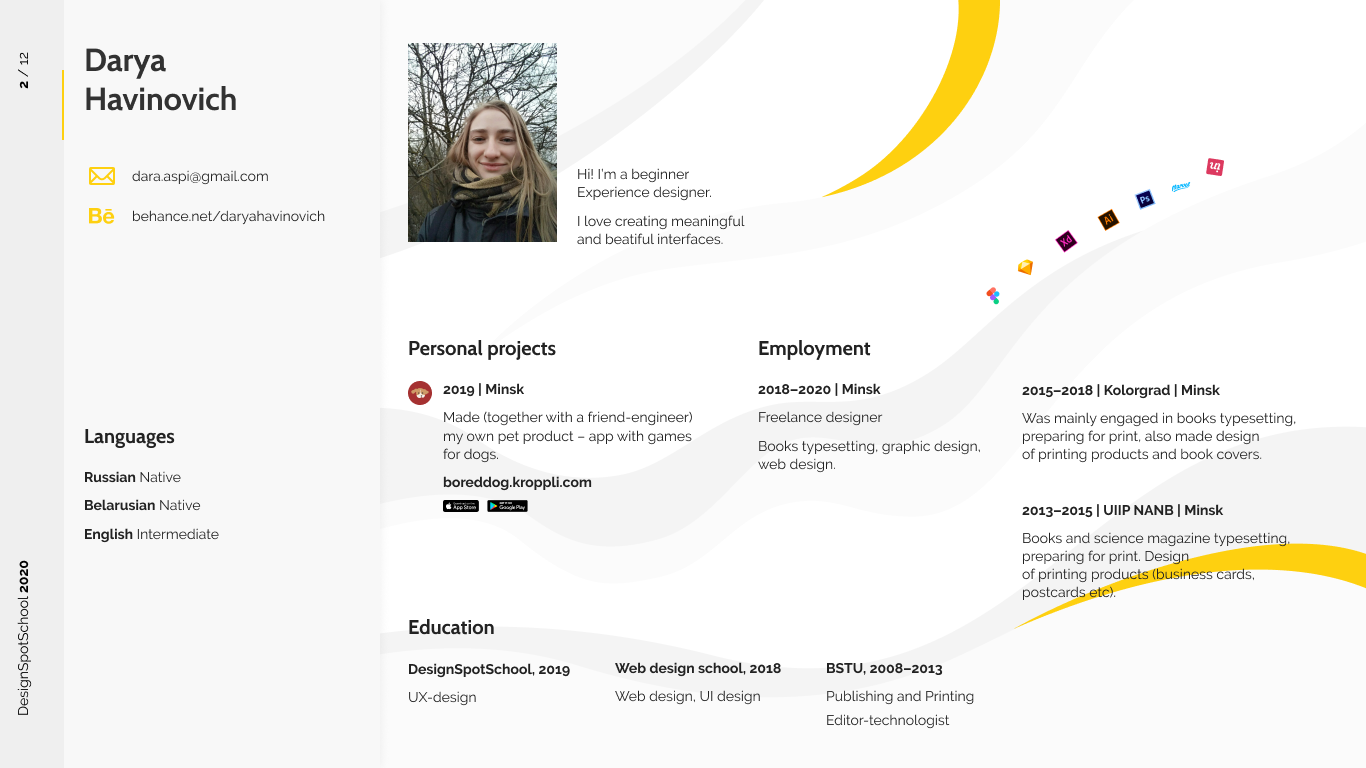 2 / 12
DesignSpotSchool 2020
Darya
Havinovich
dara.aspi@gmail.com
Bē behance.net/daryahavinovich
Languages
Russian Native
Belarusian Native
English Intermediate
Hi! I'm a beginner
Experience designer.
I love creating meaningful
and beatiful interfaces.
in
Ps
Ai
Xd
Personal projects
2019 | Minsk
Made (together with a friend-engineer)
my own pet product – app with games
for dogs.
boreddog.kroppli.com
App Store
Google Play
Employment
2018–2020 | Minsk
Freelance designer
Books typesetting, graphic design,
web design.
2015–2018 | Kolorgrad | Minsk
Was mainly engaged in books typesetting,
preparing for print, also made design
of printing products and book covers.
2013–2015 | UIIP NANB | Minsk
Books and science magazine typesetting,
preparing for print. Design
of printing products (business cards,
postcards etc).
Education
DesignSpotSchool, 2019
UX-design
Web design school, 2018
Web design, UI design
BSTU, 2008–2013
Publishing and Printing
Editor-technologist